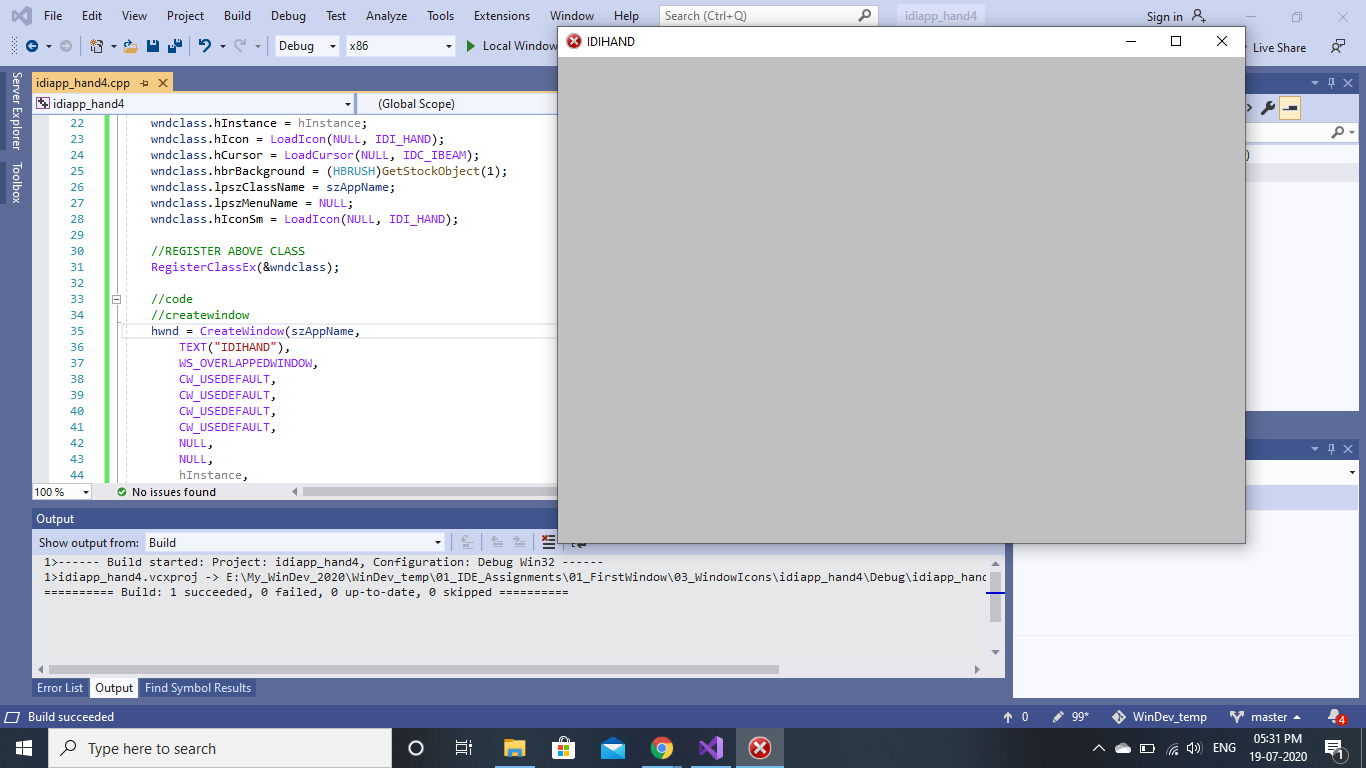 File Edit View Project Build Debug Test Analyze Tools Extensions Window Help Search (Ctrl+Q) idiapp_hand4 Sign in
Debug x86 Local Window Live Share
IDIHAND
Server Explorer
Toolbox
idiapp_hand4.cpp
idiapp_hand4 (Global Scope)
22 wndclass.hInstance = hInstance;
23 wndclass.hIcon = LoadIcon(NULL, IDI_HAND);
24 wndclass.hCursor = LoadCursor(NULL, IDC_IBEAM);
25 wndclass.hbrBackground = (HBRUSH)GetStockObject(1);
26 wndclass.lpszClassName = szAppName;
27 wndclass.lpszMenuName = NULL;
28 wndclass.hIconSm = LoadIcon(NULL, IDI_HAND);
29
30 //REGISTER ABOVE CLASS
31 RegisterClassEx(&wndclass);
32
33 //code
34 //createwindow
35 hwnd = CreateWindow(szAppName,
36 TEXT("IDIHAND"),
37 WS_OVERLAPPEDWINDOW,
38 CW_USEDEFAULT,
39 CW_USEDEFAULT,
40 CW_USEDEFAULT,
41 CW_USEDEFAULT,
42 NULL,
43 NULL,
44 hInstance,
100 % No issues found
Output
Show output from: Build
1>------ Build started: Project: idiapp_hand4, Configuration: Debug Win32 ------
1>idiapp_hand4.vcxproj -> E:\My_WinDev_2020\WinDev_temp\01_IDE_Assignments\01_FirstWindow\03_WindowIcons\idiapp_hand4\Debug\idiapp_hand
========== Build: 1 succeeded, 0 failed, 0 up-to-date, 0 skipped ==========
Error List Output Find Symbol Results
Build succeeded 0 99* WinDev_temp master 4
Type here to search ENG 05:31 PM
19-07-2020 1